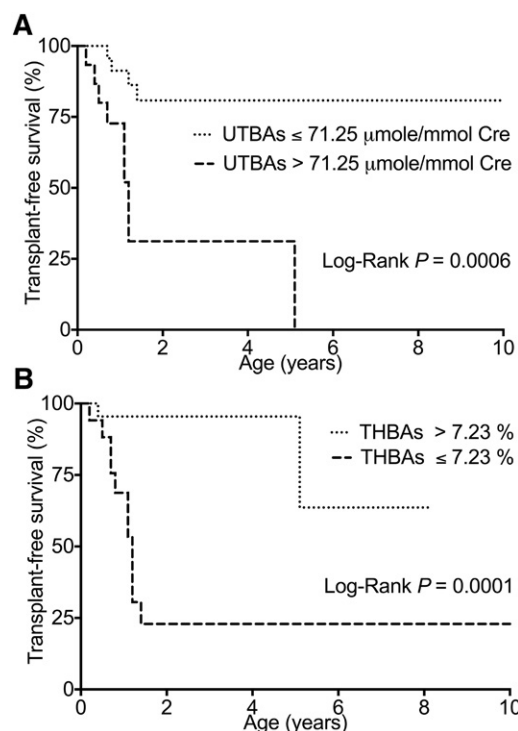 A
Transplant-free survival (%)
100
75
50
25
0
UTBAs ≤ 71.25 μmole/mmol Cre
UTBAs > 71.25 μmole/mmol Cre
Log-Rank P = 0.0006
0 2 4 6 8 10
Age (years)
B
Transplant-free survival (%)
100
75
50
25
0
THBAs > 7.23 %
THBAs ≤ 7.23 %
Log-Rank P = 0.0001
0 2 4 6 8 10
Age (years)